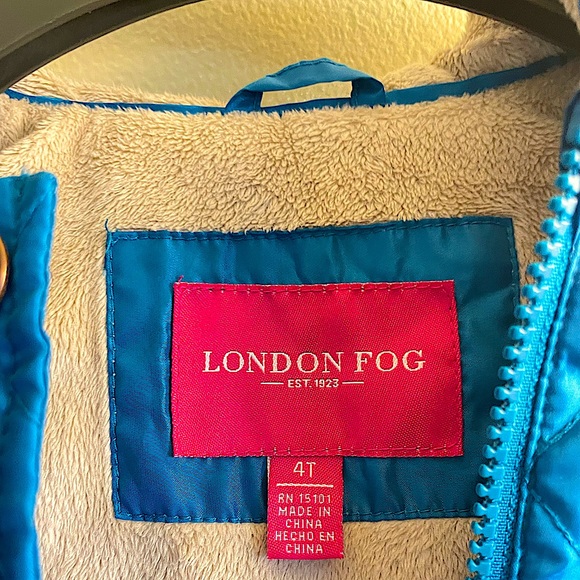 LONDON FOG
EST. 1923
4T
RN 15101
MADE IN
CHINA
HECHO EN
CHINA